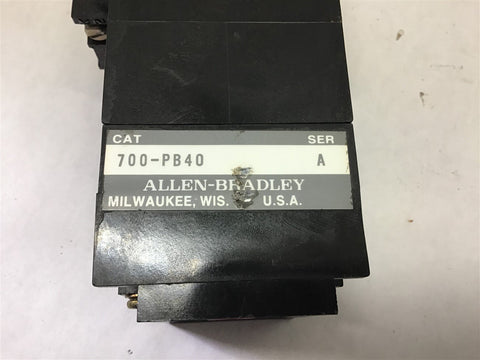 CAT SER
700-PB40 A
ALLEN-BRADLEY
MILWAUKEE, WIS. U.S.A.